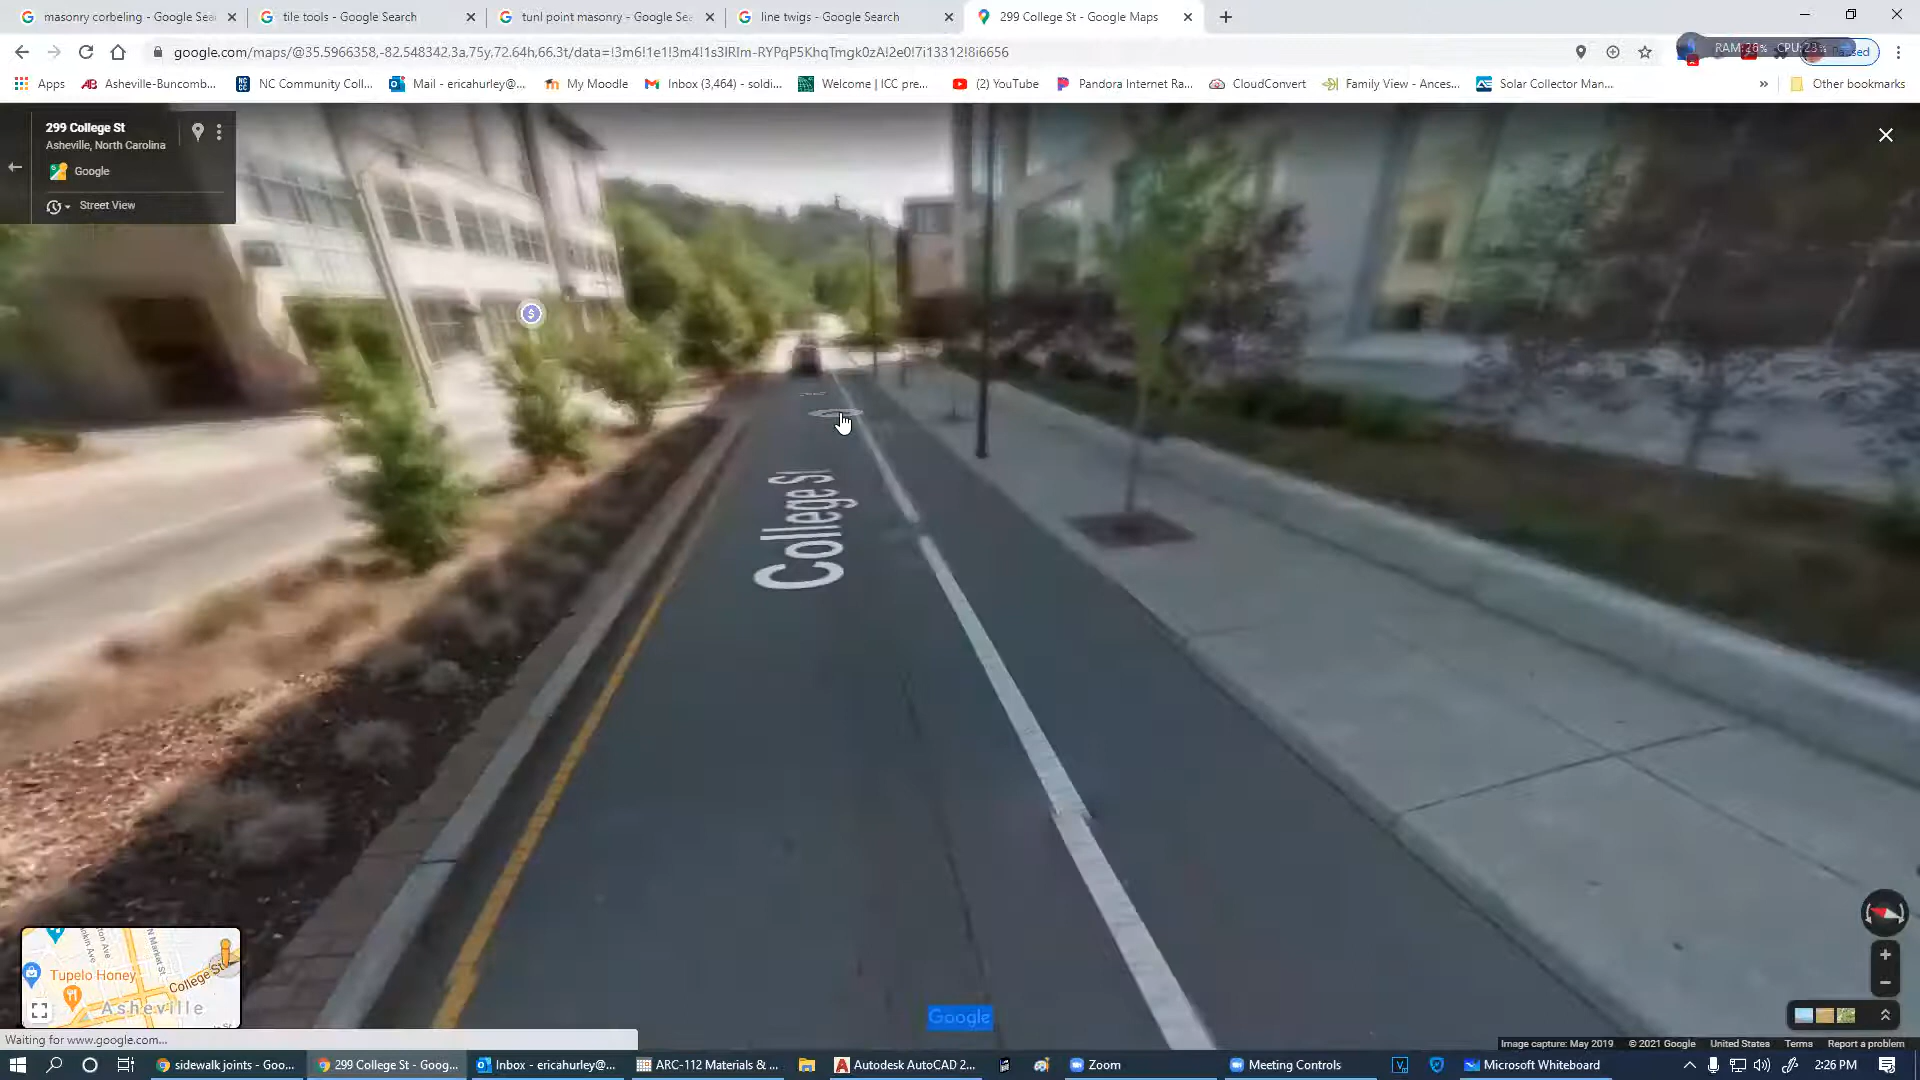 masonry corbeling - Google Sea
tile tools - Google Search
tunl point masonry - Google Se
line twigs - Google Search
299 College St - Google Maps
google.com/maps/@35.5966358,-82.548342,3a,75y,72.64h,66.3t/data=!3m6!1e1!3m4!1s3lRIm-RYPqP5KhqTmgk0zA!2e0!7i13312!8i6656
RAM:26% CPU:23%
Apps
Asheville-Buncomb...
NC Community Coll...
Mail - ericahurley@...
My Moodle
Inbox (3,464) - soldi...
Welcome | ICC pre...
(2) YouTube
Pandora Internet Ra...
CloudConvert
Family View - Ances...
Solar Collector Man...
»
Other bookmarks
299 College St
Asheville, North Carolina
Google
Street View
College St
Tupelo Honey
College St
N Market St
Asheville
Google
Waiting for www.google.com...
Image capture: May 2019 © 2021 Google United States Terms Report a problem
sidewalk joints - Goo...
299 College St - Goog...
Inbox - ericahurley@...
ARC-112 Materials & ...
Autodesk AutoCAD 2...
Zoom
Meeting Controls
Microsoft Whiteboard
2:26 PM